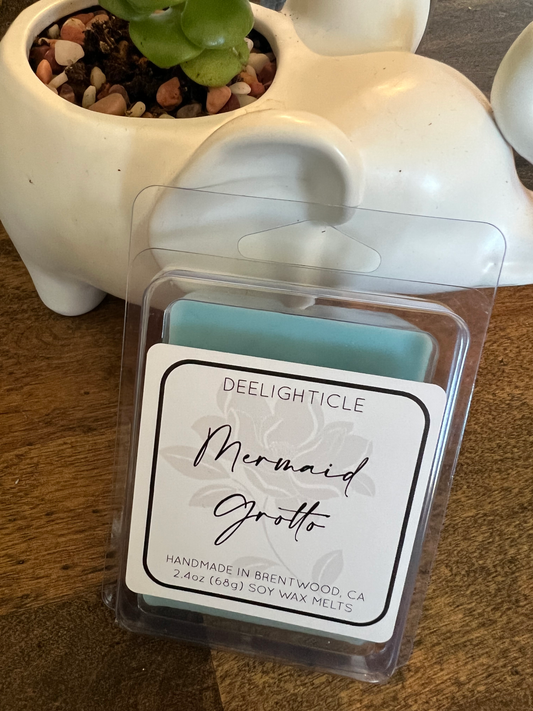 DEELIGHTICLE
Mermaid
Grotto
HANDMADE IN BRENTWOOD, CA
2.4oz (68g) SOY WAX MELTS